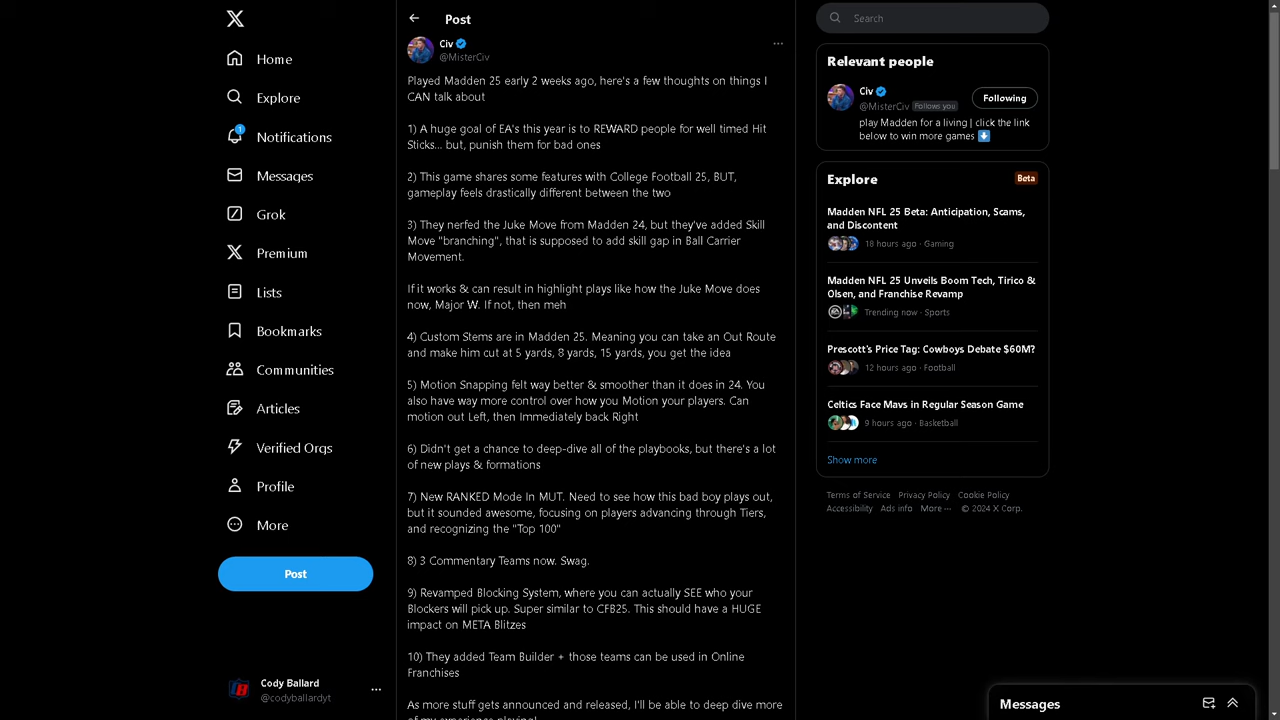 Home
Explore
Notifications
1
Messages
Grok
Premium
Lists
Bookmarks
Communities
Articles
Verified Orgs
Profile
More
Post
Cody Ballard
@codyballardyt
Post
Civ
@MisterCiv
Played Madden 25 early 2 weeks ago, here's a few thoughts on things I
CAN talk about
1) A huge goal of EA's this year is to REWARD people for well timed Hit
Sticks... but, punish them for bad ones
2) This game shares some features with College Football 25, BUT,
gameplay feels drastically different between the two
3) They nerfed the Juke Move from Madden 24, but they've added Skill
Move "branching", that is supposed to add skill gap in Ball Carrier
Movement.
If it works & can result in highlight plays like how the Juke Move does
now, Major W. If not, then meh
4) Custom Stems are in Madden 25. Meaning you can take an Out Route
and make him cut at 5 yards, 8 yards, 15 yards, you get the idea
5) Motion Snapping felt way better & smoother than it does in 24. You
also have way more control over how you Motion your players. Can
motion out Left, then Immediately back Right
6) Didn't get a chance to deep-dive all of the playbooks, but there's a lot
of new plays & formations
7) New RANKED Mode In MUT. Need to see how this bad boy plays out,
but it sounded awesome, focusing on players advancing through Tiers,
and recognizing the "Top 100"
8) 3 Commentary Teams now. Swag.
9) Revamped Blocking System, where you can actually SEE who your
Blockers will pick up. Super similar to CFB25. This should have a HUGE
impact on META Blitzes
10) They added Team Builder + those teams can be used in Online
Franchises
As more stuff gets announced and released, I'll be able to deep dive more
of my experience playing!
Search
Relevant people
Civ
@MisterCiv Follows you
Following
play Madden for a living | click the link
below to win more games
Explore
Beta
Madden NFL 25 Beta: Anticipation, Scams,
and Discontent
18 hours ago · Gaming
Madden NFL 25 Unveils Boom Tech, Tirico &
Olsen, and Franchise Revamp
Trending now · Sports
Prescott's Price Tag: Cowboys Debate $60M?
12 hours ago · Football
Celtics Face Mavs in Regular Season Game
9 hours ago · Basketball
Show more
Terms of Service Privacy Policy Cookie Policy
Accessibility Ads info More ··· © 2024 X Corp.
Messages